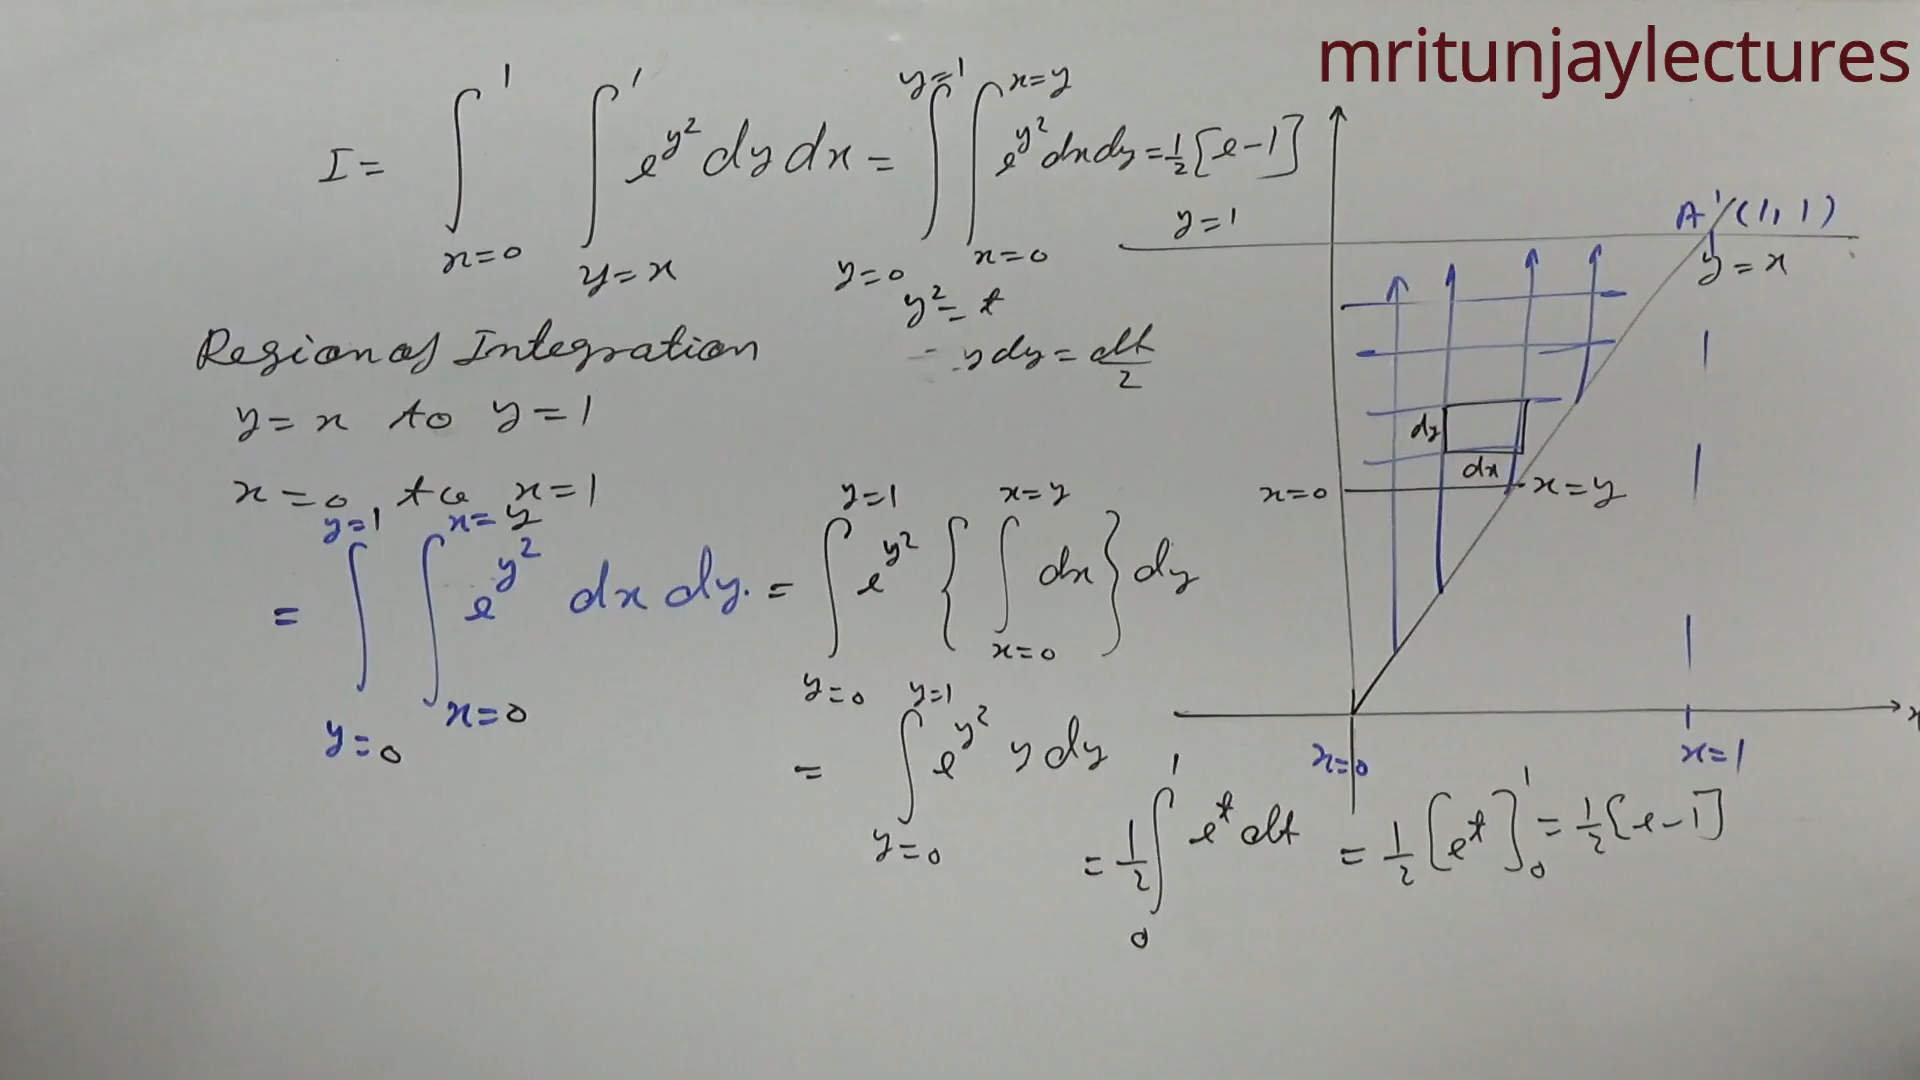 mritunjaylectures
I = ∫_{x=0}^{1} ∫_{y=x}^{1} e^{y²} dy dx = ∫_{y=0}^{y=1} ∫_{x=0}^{x=y} e^{y²} dx dy = 1/2 [e-1]
y² = t
y dy = dt/2
Region of Integration
y = x to y = 1
x = 0 to x = 1
= ∫_{y=0}^{y=1} ∫_{x=0}^{x=y} e^{y²} dx dy. = ∫_{y=0}^{y=1} e^{y²} { ∫_{x=0}^{x=y} dx } dy
= ∫_{y=0}^{y=1} e^{y²} y dy
= 1/2 ∫_{0}^{1} e^t dt = 1/2 [e^t]_{0}^{1} = 1/2 [e-1]
y = 1
A (1, 1)
y = x
dy
dx
x = 0
x = y
x
x = 0
x = 1